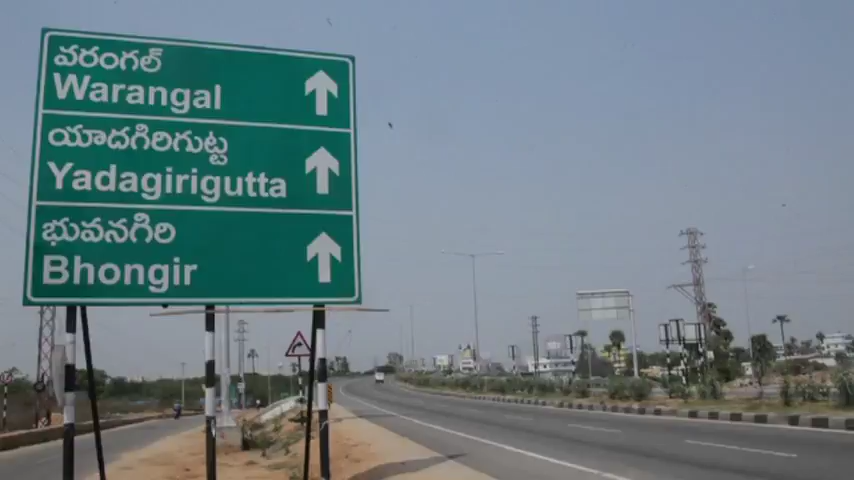 వరంగల్
Warangal
యాదగిరిగుట్ట
Yadagirigutta
భువనగిరి
Bhongir